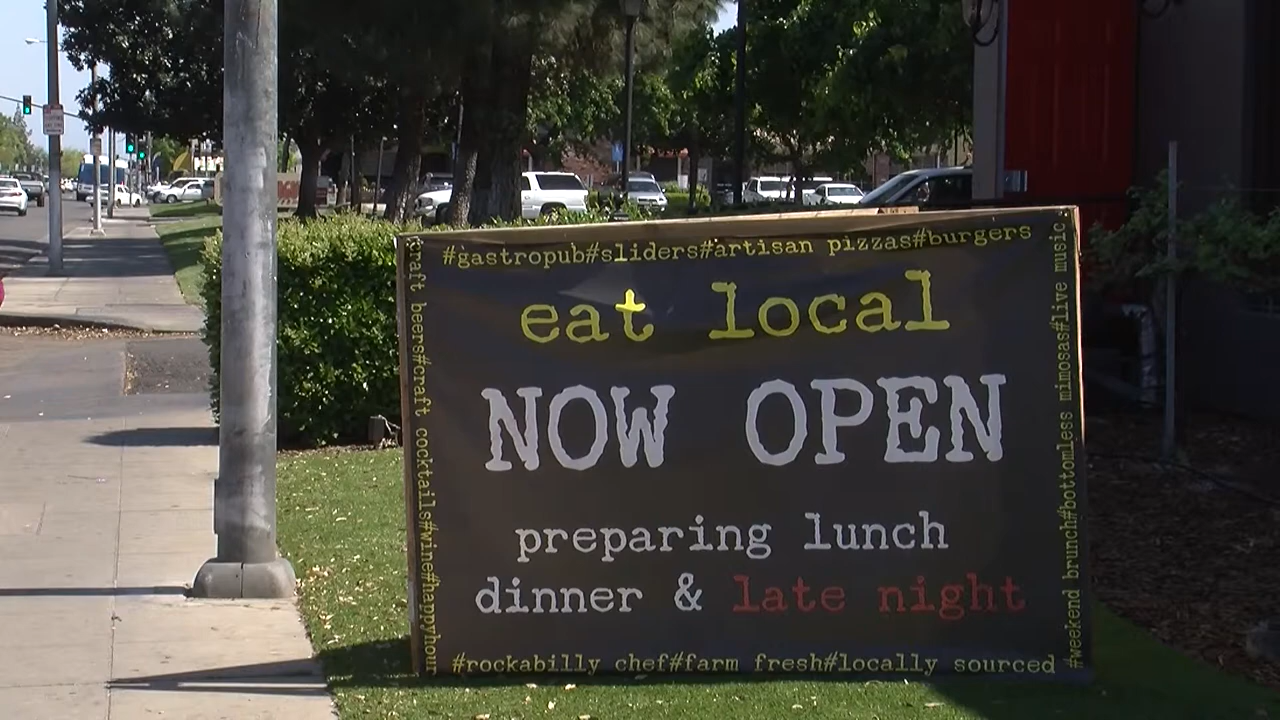 #gastropub#sliders#artisan pizzas#burgers
eat local
NOW OPEN
preparing lunch
dinner & late night
#rockabilly chef#farm fresh#locally sourced
craft beers#craft cocktails#wine#happyhour
#weekend brunch#bottomless mimosas#live music